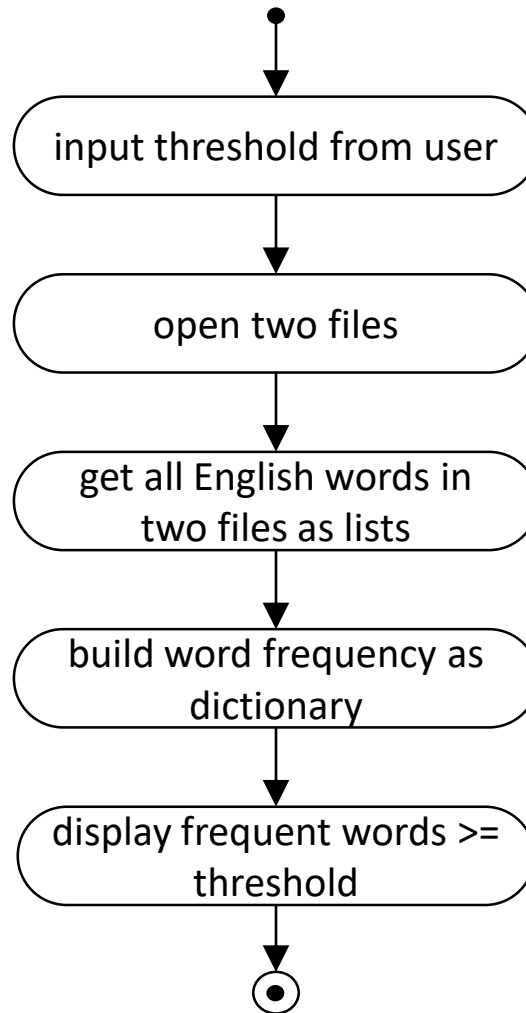 input threshold from user
open two files
get all English words in
two files as lists
build word frequency as
dictionary
display frequent words >=
threshold